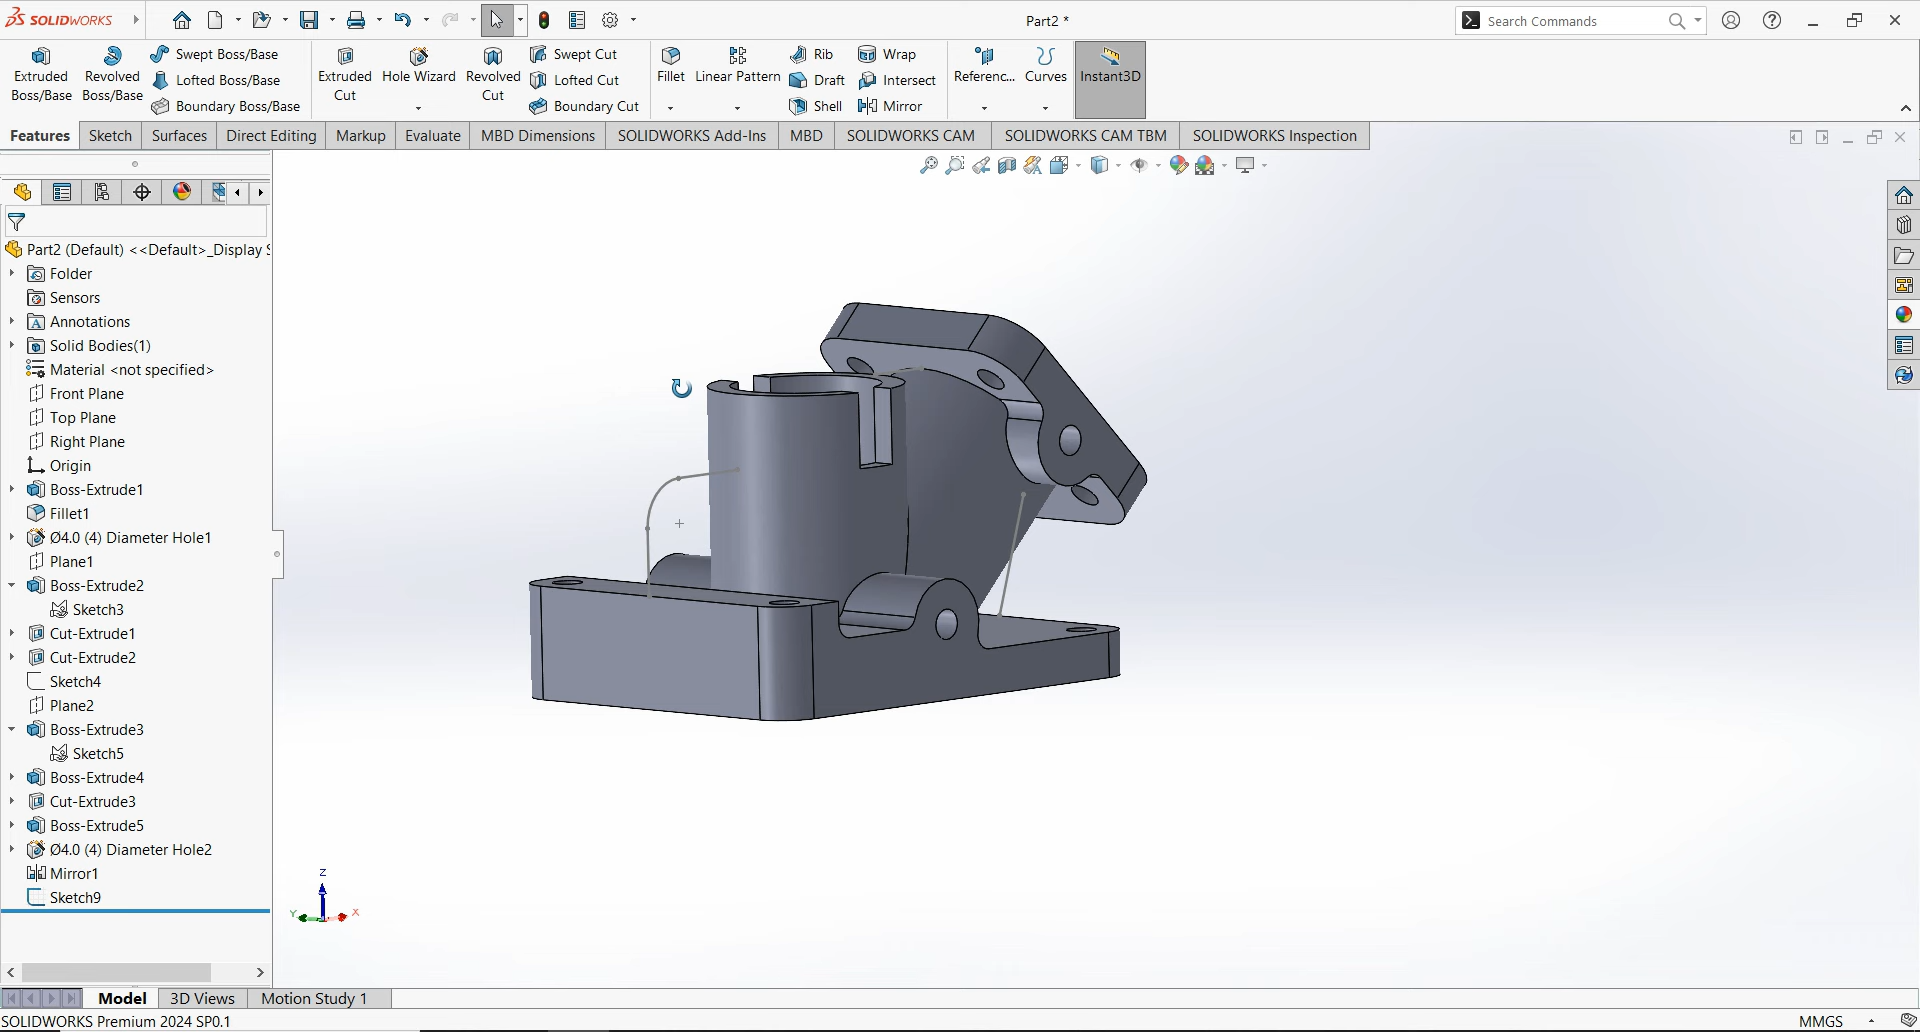 SOLIDWORKS
Part2 *
Search Commands
Extruded Boss/Base
Revolved Boss/Base
Swept Boss/Base
Lofted Boss/Base
Boundary Boss/Base
Extruded Cut
Hole Wizard
Revolved Cut
Swept Cut
Lofted Cut
Boundary Cut
Fillet
Linear Pattern
Rib
Draft
Shell
Wrap
Intersect
Mirror
Referenc...
Curves
Instant3D
Features
Sketch
Surfaces
Direct Editing
Markup
Evaluate
MBD Dimensions
SOLIDWORKS Add-Ins
MBD
SOLIDWORKS CAM
SOLIDWORKS CAM TBM
SOLIDWORKS Inspection
Part2 (Default) <<Default>_Display S
Folder
Sensors
Annotations
Solid Bodies(1)
Material <not specified>
Front Plane
Top Plane
Right Plane
Origin
Boss-Extrude1
Fillet1
Ø4.0 (4) Diameter Hole1
Plane1
Boss-Extrude2
Sketch3
Cut-Extrude1
Cut-Extrude2
Sketch4
Plane2
Boss-Extrude3
Sketch5
Boss-Extrude4
Cut-Extrude3
Boss-Extrude5
Ø4.0 (4) Diameter Hole2
Mirror1
Sketch9
Z
Y
X
Model
3D Views
Motion Study 1
SOLIDWORKS Premium 2024 SP0.1
MMGS